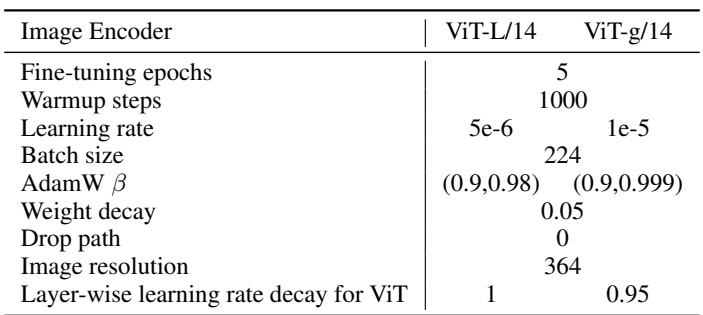 Image Encoder ViT-L/14 ViT-g/14
Fine-tuning epochs 5
Warmup steps 1000
Learning rate 5e-6 1e-5
Batch size 224
AdamW β (0.9,0.98) (0.9,0.999)
Weight decay 0.05
Drop path 0
Image resolution 364
Layer-wise learning rate decay for ViT 1 0.95